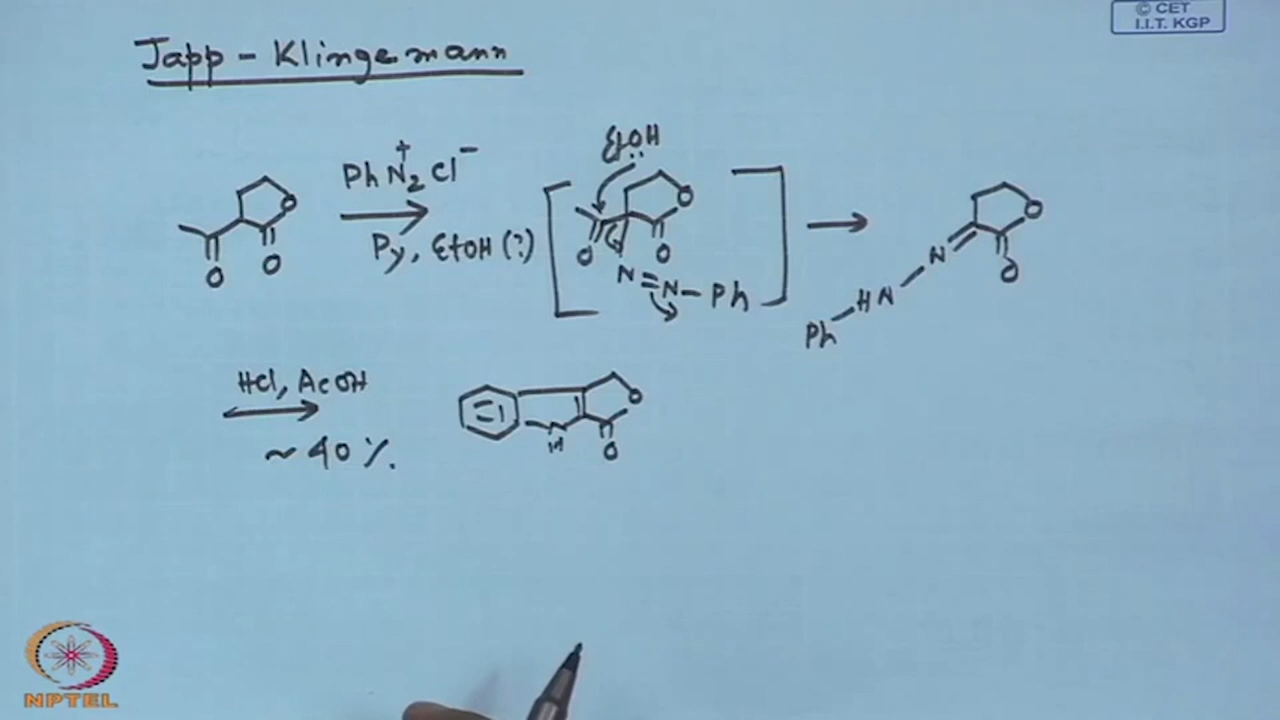 © CET
I.I.T. KGP
Japp - Klingemann
PhN₂⁺Cl⁻
Py, EtOH (?)
EtOH
O
O
O
O
O
O
N=N-Ph
O
O
N
HN
Ph
HCl, AcOH
~ 40 %.
O
N
H
O
NPTEL